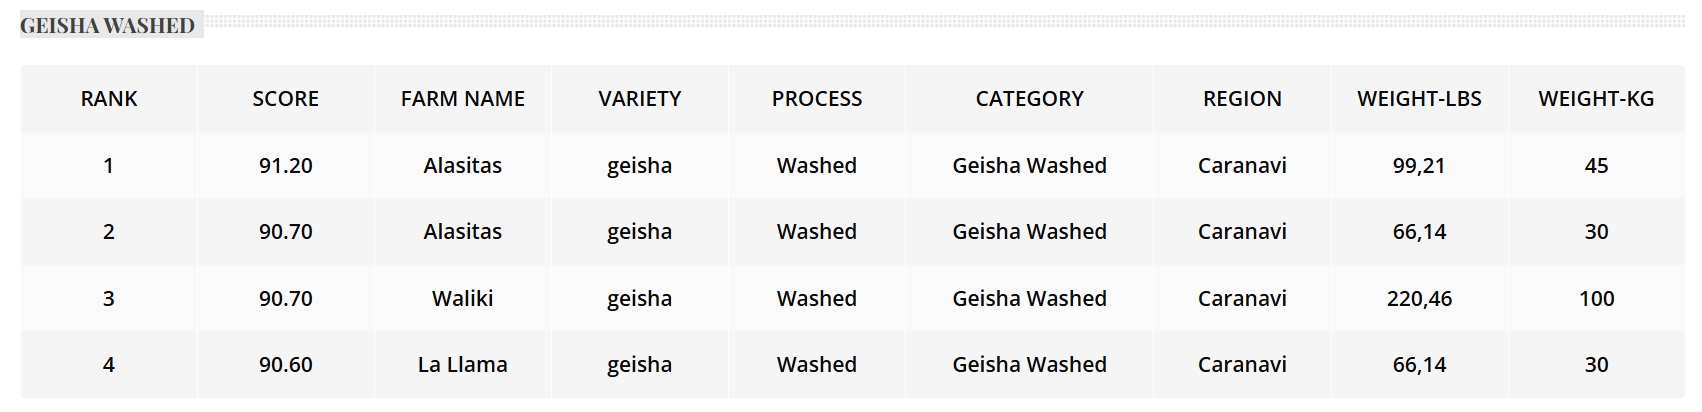 GEISHA WASHED
RANK SCORE FARM NAME VARIETY PROCESS CATEGORY REGION WEIGHT-LBS WEIGHT-KG
1 91.20 Alasitas geisha Washed Geisha Washed Caranavi 99,21 45
2 90.70 Alasitas geisha Washed Geisha Washed Caranavi 66,14 30
3 90.70 Waliki geisha Washed Geisha Washed Caranavi 220,46 100
4 90.60 La Llama geisha Washed Geisha Washed Caranavi 66,14 30